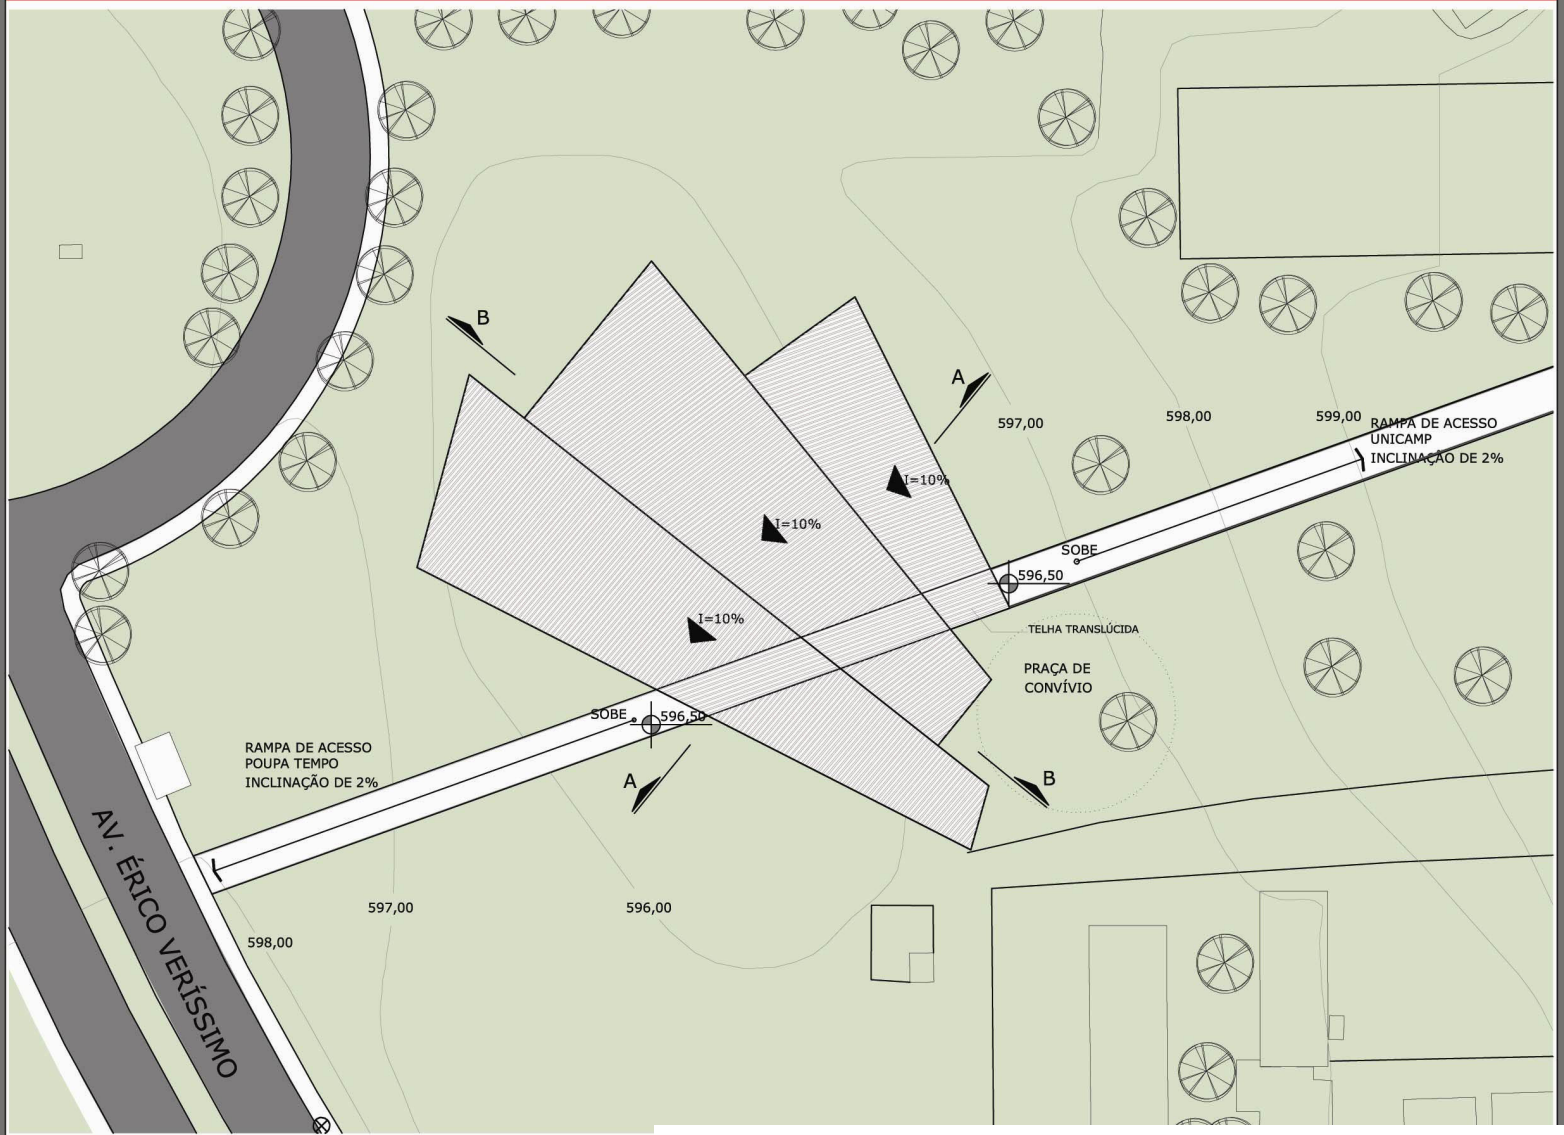 B
A
597,00
598,00
599,00
RAMPA DE ACESSO
UNICAMP
INCLINAÇÃO DE 2%
I=10%
I=10%
SOBE
596,50
I=10%
TELHA TRANSLÚCIDA
PRAÇA DE
CONVÍVIO
SOBE
596,50
RAMPA DE ACESSO
POUPA TEMPO
INCLINAÇÃO DE 2%
A
B
AV. ÉRICO VERÍSSIMO
597,00
596,00
598,00